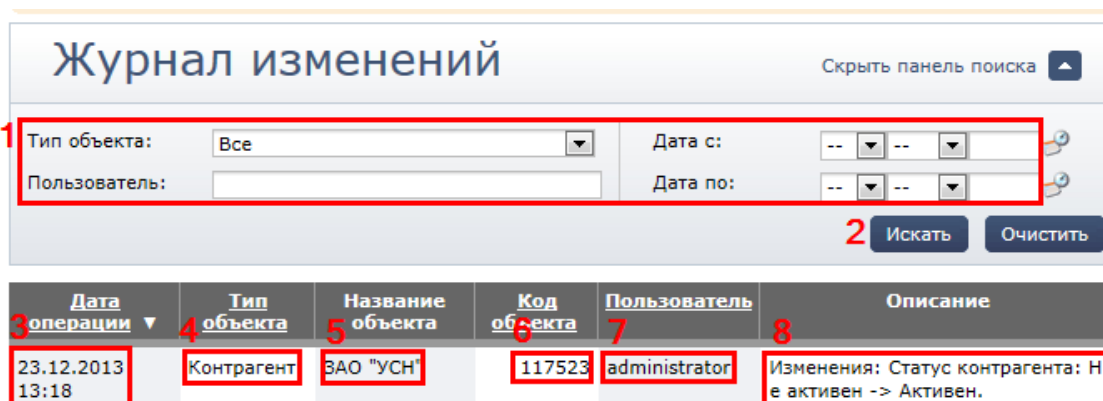 Журнал изменений
Скрыть панель поиска
1
Тип объекта: Все Дата с: -- --
Пользователь: Дата по: -- --
2 Искать Очистить
Дата Тип Название Код Пользователь Описание
операции ▼ объекта объекта объекта
3 4 5 6 7 8
23.12.2013 Контрагент ЗАО "УСН" 117523 administrator Изменения: Статус контрагента: Н
13:18 е активен -> Активен.